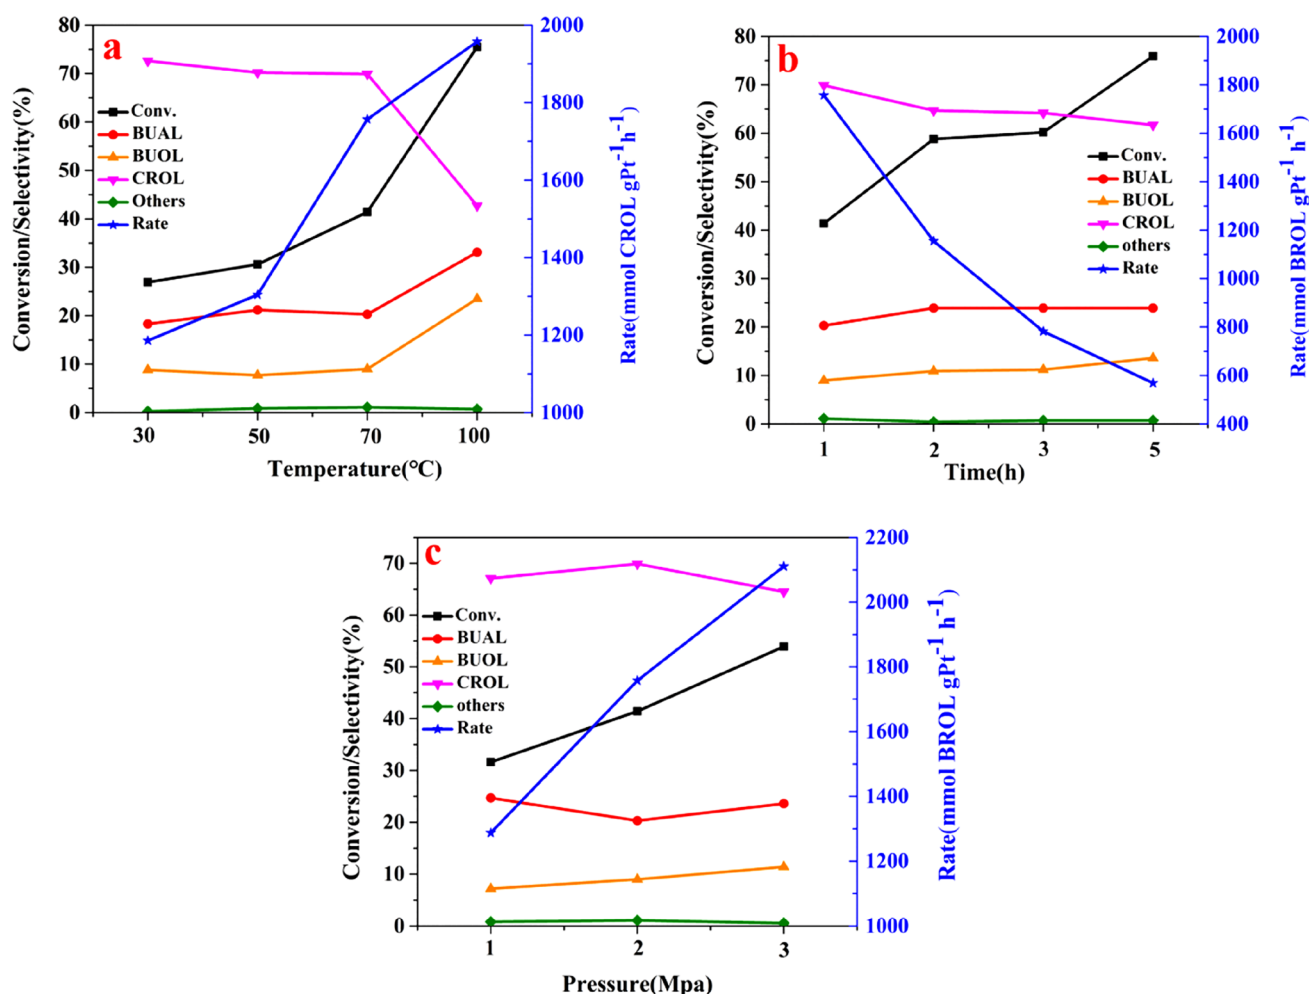 a
80
70
60
50
40
30
20
10
0
Conversion/Selectivity(%)
Conv.
BUAL
BUOL
CROL
Others
Rate
30 50 70 100
Temperature(°C)
2000
1800
1600
1400
1200
1000
Rate(mmol CROL gPt⁻¹h⁻¹)
b
80
70
60
50
40
30
20
10
0
Conversion/Selectivity(%)
Conv.
BUAL
BUOL
CROL
others
Rate
1 2 3 5
Time(h)
2000
1800
1600
1400
1200
1000
800
600
400
Rate(mmol BROL gPt⁻¹ h⁻¹)
c
70
60
50
40
30
20
10
0
Conversion/Selectivity(%)
Conv.
BUAL
BUOL
CROL
others
Rate
1 2 3
Pressure(Mpa)
2200
2000
1800
1600
1400
1200
1000
Rate(mmol BROL gPt⁻¹ h⁻¹)